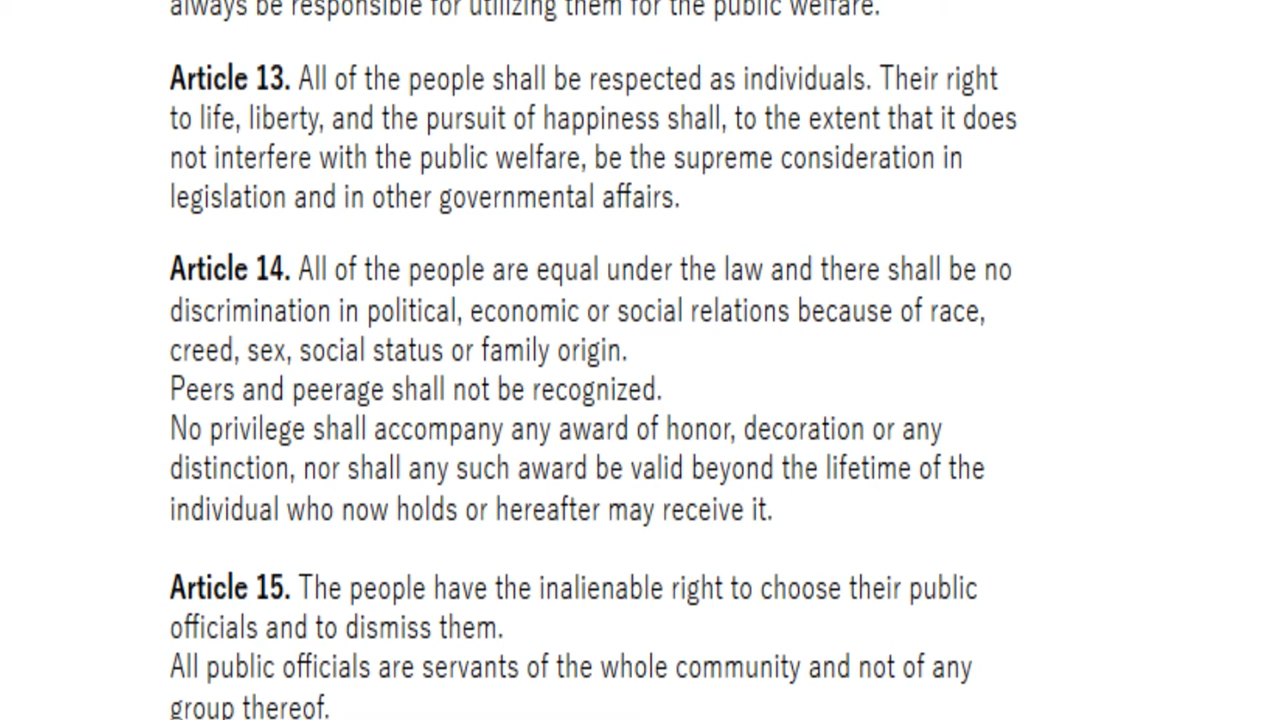 always be responsible for utilizing them for the public welfare.
Article 13. All of the people shall be respected as individuals. Their right
to life, liberty, and the pursuit of happiness shall, to the extent that it does
not interfere with the public welfare, be the supreme consideration in
legislation and in other governmental affairs.
Article 14. All of the people are equal under the law and there shall be no
discrimination in political, economic or social relations because of race,
creed, sex, social status or family origin.
Peers and peerage shall not be recognized.
No privilege shall accompany any award of honor, decoration or any
distinction, nor shall any such award be valid beyond the lifetime of the
individual who now holds or hereafter may receive it.
Article 15. The people have the inalienable right to choose their public
officials and to dismiss them.
All public officials are servants of the whole community and not of any
group thereof.